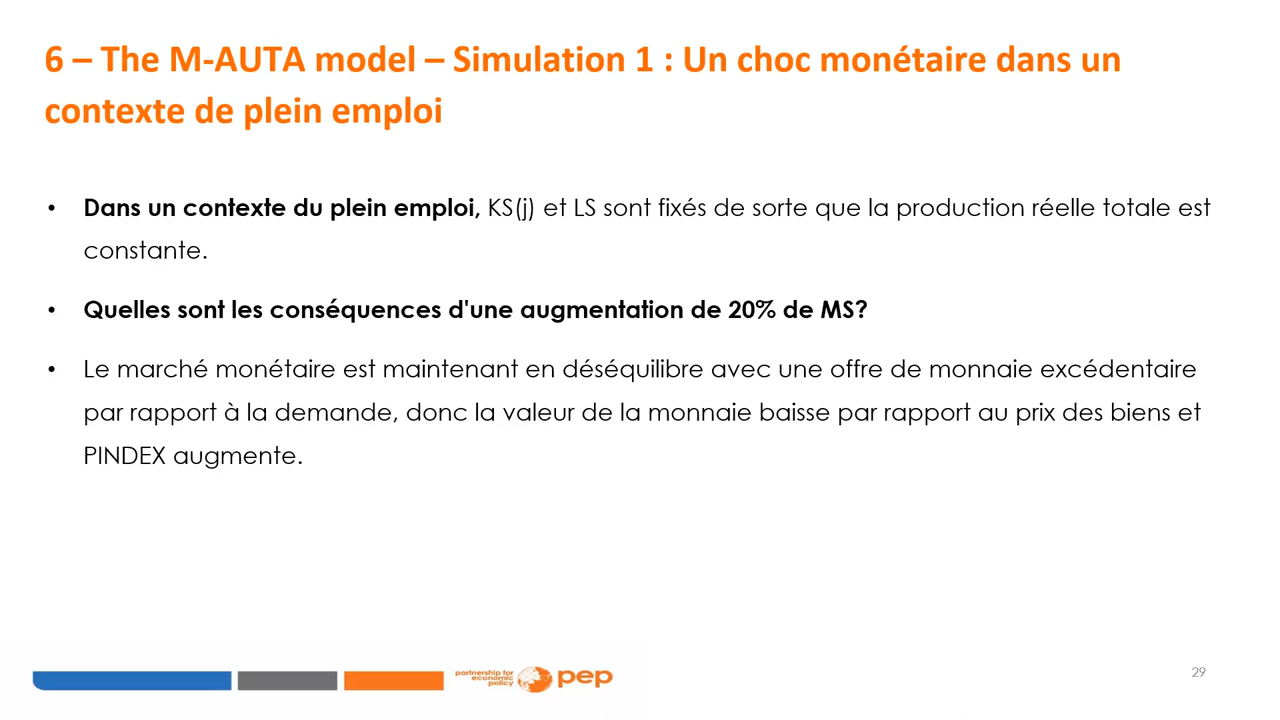 6 – The M-AUTA model – Simulation 1 : Un choc monétaire dans un
contexte de plein emploi
• Dans un contexte du plein emploi, KS(j) et LS sont fixés de sorte que la production réelle totale est
constante.
• Quelles sont les conséquences d'une augmentation de 20% de MS?
• Le marché monétaire est maintenant en déséquilibre avec une offre de monnaie excédentaire
par rapport à la demande, donc la valeur de la monnaie baisse par rapport au prix des biens et
PINDEX augmente.
partnership for
economic
policy
pep
29